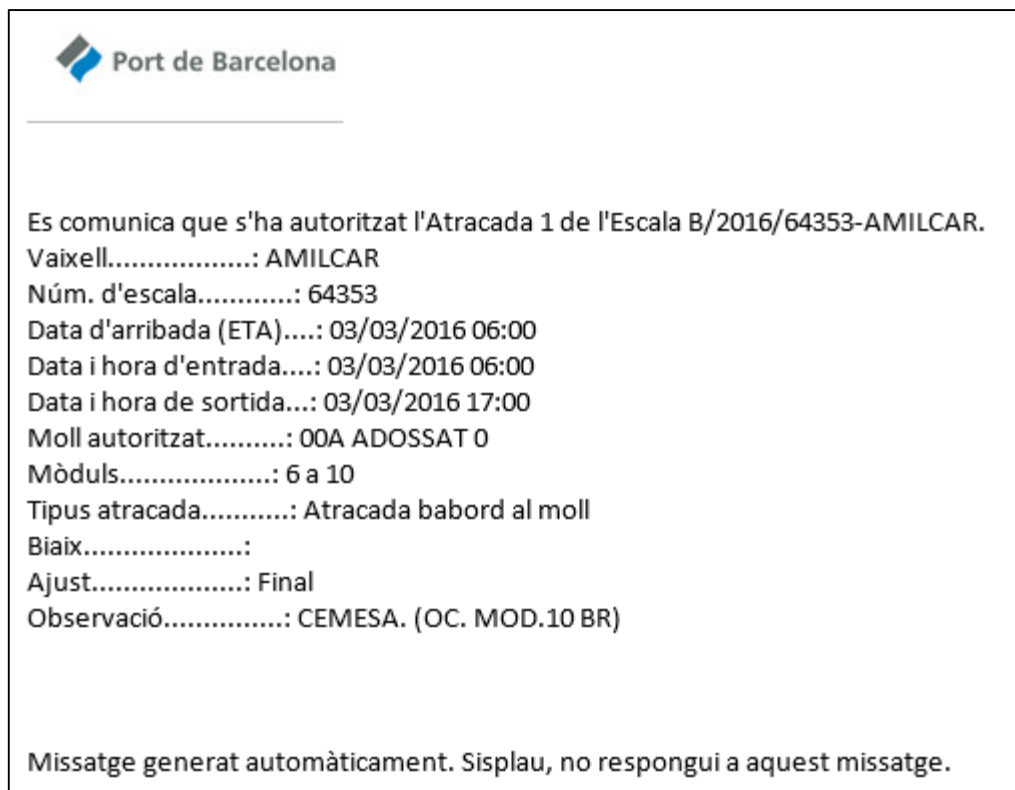 Port de Barcelona
Es comunica que s'ha autoritzat l'Atracada 1 de l'Escala B/2016/64353-AMILCAR.
Vaixell...................: AMILCAR
Núm. d'escala............: 64353
Data d'arribada (ETA)....: 03/03/2016 06:00
Data i hora d'entrada....: 03/03/2016 06:00
Data i hora de sortida...: 03/03/2016 17:00
Moll autoritzat..........: 00A ADOSSAT 0
Mòduls...................: 6 a 10
Tipus atracada...........: Atracada babord al moll
Biaix....................:
Ajust...................: Final
Observació...............: CEMESA. (OC. MOD.10 BR)
Missatge generat automàticament. Sisplau, no respongui a aquest missatge.